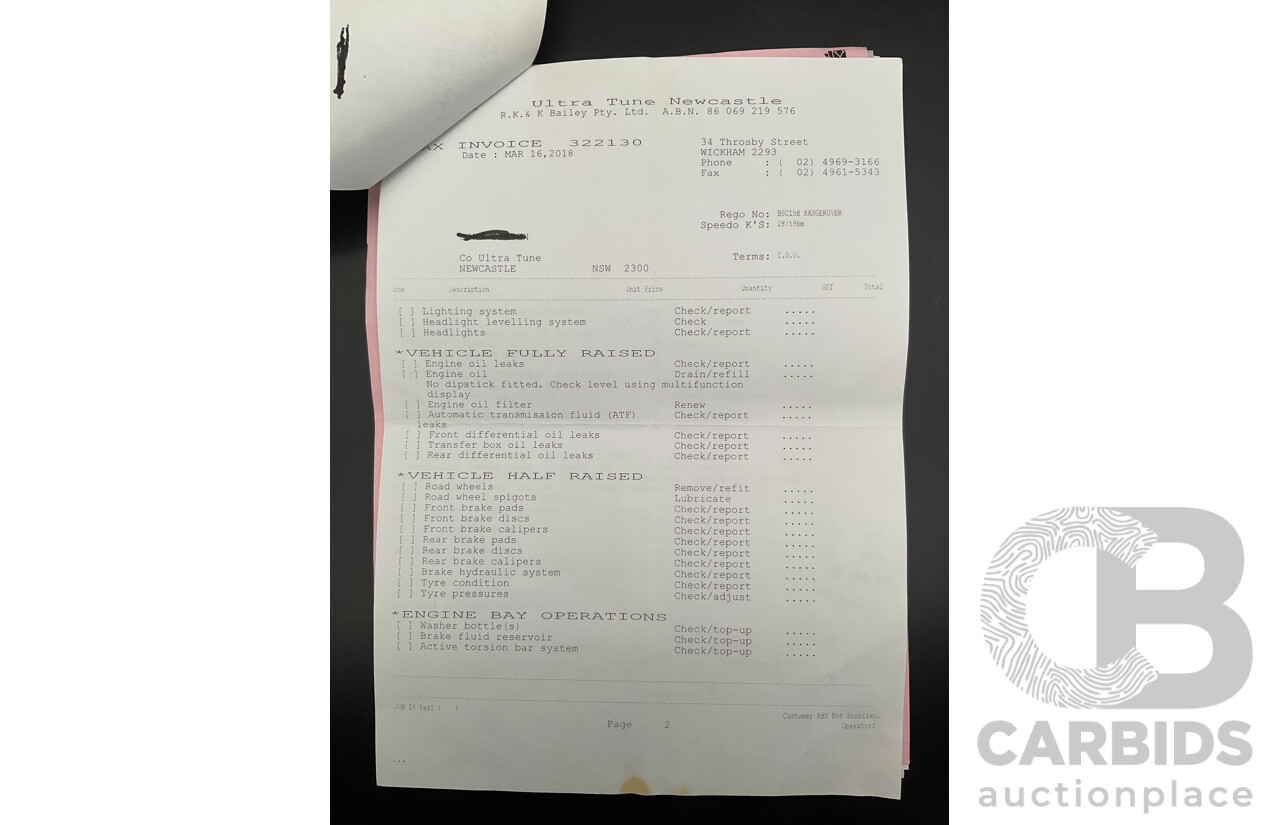 Ultra Tune Newcastle
R.K.& K Bailey Pty. Ltd.  A.B.N. 86 069 219 576
AX INVOICE  322130
Date : MAR 16,2018
34 Throsby Street
WICKHAM 2293
Phone : ( 02) 4969-3166
Fax : ( 02) 4961-5343
Rego No: BSC15H RANGEROVER
Speedo K'S: 28759km
Co Ultra Tune
NEWCASTLE NSW 2300
Terms: C.O.D.
Description Unit Price Quantity GST Total
[ ] Lighting system Check/report .....
[ ] Headlight levelling system Check .....
[ ] Headlights Check/report .....
*VEHICLE FULLY RAISED
[ ] Engine oil leaks Check/report .....
[ ] Engine oil Drain/refill .....
No dipstick fitted. Check level using multifunction
display
[ ] Engine oil filter Renew .....
[ ] Automatic transmission fluid (ATF) Check/report .....
leaks
[ ] Front differential oil leaks Check/report .....
[ ] Transfer box oil leaks Check/report .....
[ ] Rear differential oil leaks Check/report .....
*VEHICLE HALF RAISED
[ ] Road wheels Remove/refit .....
[ ] Road wheel spigots Lubricate .....
[ ] Front brake pads Check/report .....
[ ] Front brake discs Check/report .....
[ ] Front brake calipers Check/report .....
[ ] Rear brake pads Check/report .....
[ ] Rear brake discs Check/report .....
[ ] Rear brake calipers Check/report .....
[ ] Brake hydraulic system Check/report .....
[ ] Tyre condition Check/report .....
[ ] Tyre pressures Check/adjust .....
*ENGINE BAY OPERATIONS
[ ] Washer bottle(s) Check/top-up .....
[ ] Brake fluid reservoir Check/top-up .....
[ ] Active torsion bar system Check/top-up .....
Customer ABN Not Supplied.
Page 2
...
CB
CARBIDS
auctionplace